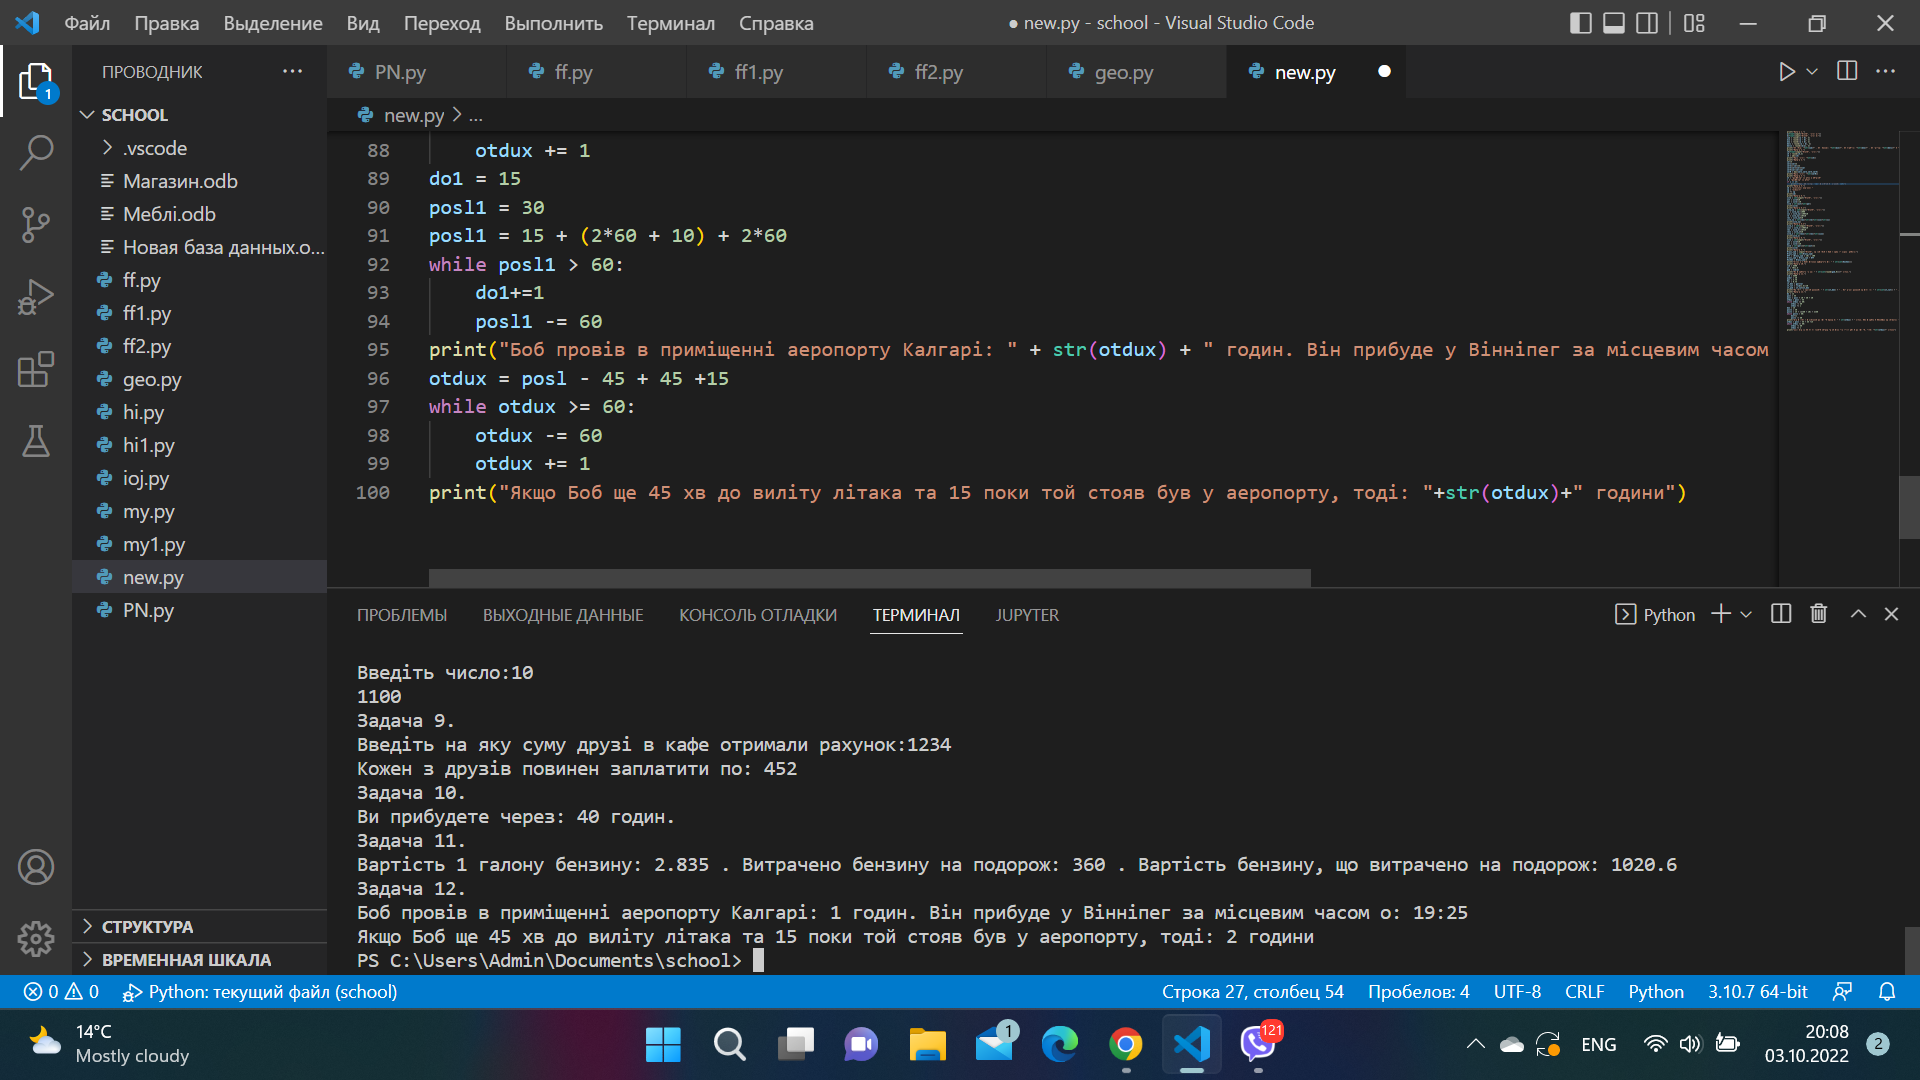 Файл Правка Выделение Вид Переход Выполнить Терминал Справка ● new.py - school - Visual Studio Code
ПРОВОДНИК ... PN.py ff.py ff1.py ff2.py geo.py new.py
1
new.py > ...
SCHOOL
.vscode
Магазин.odb
Меблі.odb
Новая база данных.o...
ff.py
ff1.py
ff2.py
geo.py
hi.py
hi1.py
ioj.py
my.py
my1.py
new.py
PN.py
СТРУКТУРА
ВРЕМЕННАЯ ШКАЛА
88 otdux += 1
89 do1 = 15
90 posl1 = 30
91 posl1 = 15 + (2*60 + 10) + 2*60
92 while posl1 > 60:
93 do1+=1
94 posl1 -= 60
95 print("Боб провів в приміщенні аеропорту Калгарі: " + str(otdux) + " годин. Він прибуде у Вінніпег за місцевим часом
96 otdux = posl - 45 + 45 +15
97 while otdux >= 60:
98 otdux -= 60
99 otdux += 1
100 print("Якщо Боб ще 45 хв до виліту літака та 15 поки той стояв був у аеропорту, тоді: "+str(otdux)+" години")
ПРОБЛЕМЫ ВЫХОДНЫЕ ДАННЫЕ КОНСОЛЬ ОТЛАДКИ ТЕРМИНАЛ JUPYTER Python
Введіть число:10
1100
Задача 9.
Введіть на яку суму друзі в кафе отримали рахунок:1234
Кожен з друзів повинен заплатити по: 452
Задача 10.
Ви прибудете через: 40 годин.
Задача 11.
Вартість 1 галону бензину: 2.835 . Витрачено бензину на подорож: 360 . Вартість бензину, що витрачено на подорож: 1020.6
Задача 12.
Боб провів в приміщенні аеропорту Калгарі: 1 годин. Він прибуде у Вінніпег за місцевим часом о: 19:25
Якщо Боб ще 45 хв до виліту літака та 15 поки той стояв був у аеропорту, тоді: 2 години
PS C:\Users\Admin\Documents\school>
0 0 Python: текущий файл (school) Строка 27, столбец 54 Пробелов: 4 UTF-8 CRLF Python 3.10.7 64-bit
14°C
Mostly cloudy
1
121
ENG
20:08
03.10.2022
2